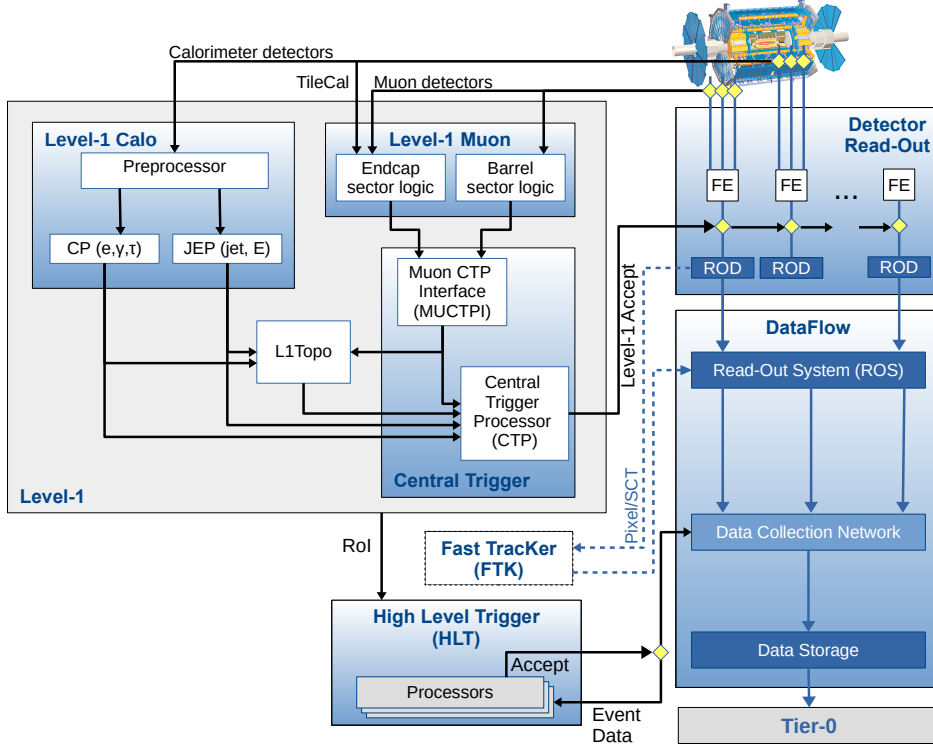 Calorimeter detectors
TileCal
Muon detectors
Level-1 Calo
Preprocessor
CP (e,γ,τ)
JEP (jet, E)
Level-1 Muon
Endcap
sector logic
Barrel
sector logic
Muon CTP
Interface
(MUCTPI)
L1Topo
Central
Trigger
Processor
(CTP)
Central Trigger
Level-1
Level-1 Accept
Detector
Read-Out
FE
FE
...
FE
ROD
ROD
ROD
DataFlow
Read-Out System (ROS)
Pixel/SCT
Data Collection Network
Data Storage
Tier-0
RoI
Fast TracKer
(FTK)
High Level Trigger
(HLT)
Accept
Processors
Event
Data